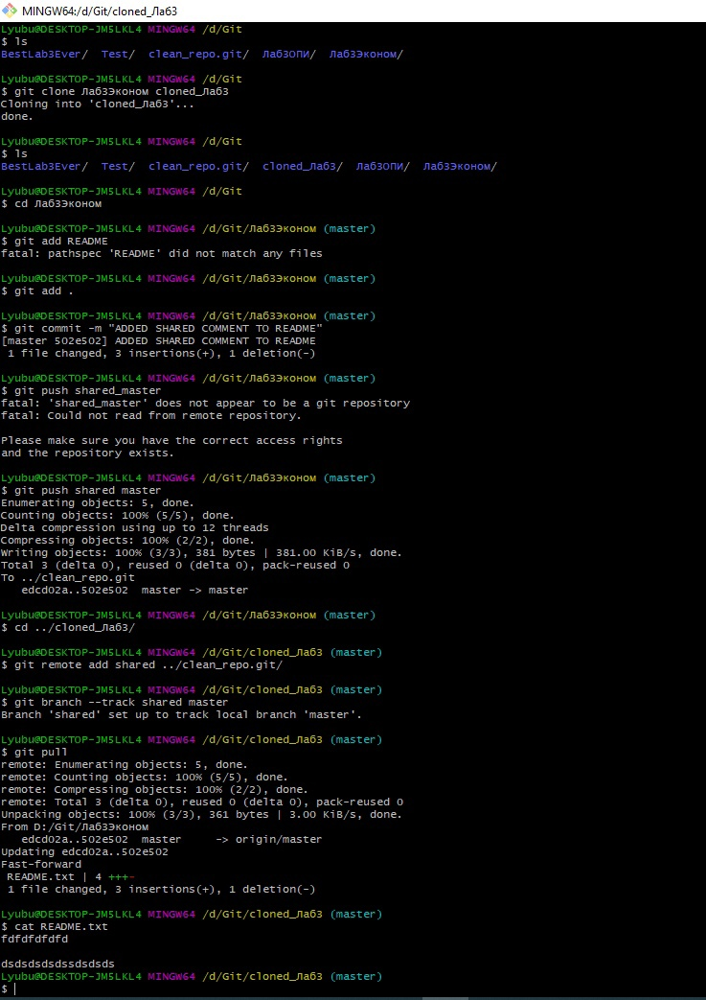 MINGW64:/d/Git/cloned_Лаб3
Lyubu@DESKTOP-JM5LKL4 MINGW64 /d/Git
$ ls
BestLab3Ever/  Test/  clean_repo.git/  Лаб3ОПИ/  Лаб3Эконом/
Lyubu@DESKTOP-JM5LKL4 MINGW64 /d/Git
$ git clone Лаб3Эконом cloned_Лаб3
Cloning into 'cloned_Лаб3'...
done.
Lyubu@DESKTOP-JM5LKL4 MINGW64 /d/Git
$ ls
BestLab3Ever/  Test/  clean_repo.git/  cloned_Лаб3/  Лаб3ОПИ/  Лаб3Эконом/
Lyubu@DESKTOP-JM5LKL4 MINGW64 /d/Git
$ cd Лаб3Эконом
Lyubu@DESKTOP-JM5LKL4 MINGW64 /d/Git/Лаб3Эконом (master)
$ git add README
fatal: pathspec 'README' did not match any files
Lyubu@DESKTOP-JM5LKL4 MINGW64 /d/Git/Лаб3Эконом (master)
$ git add .
Lyubu@DESKTOP-JM5LKL4 MINGW64 /d/Git/Лаб3Эконом (master)
$ git commit -m "ADDED SHARED COMMENT TO README"
[master 502e502] ADDED SHARED COMMENT TO README
 1 file changed, 3 insertions(+), 1 deletion(-)
Lyubu@DESKTOP-JM5LKL4 MINGW64 /d/Git/Лаб3Эконом (master)
$ git push shared_master
fatal: 'shared_master' does not appear to be a git repository
fatal: Could not read from remote repository.
Please make sure you have the correct access rights
and the repository exists.
Lyubu@DESKTOP-JM5LKL4 MINGW64 /d/Git/Лаб3Эконом (master)
$ git push shared master
Enumerating objects: 5, done.
Counting objects: 100% (5/5), done.
Delta compression using up to 12 threads
Compressing objects: 100% (2/2), done.
Writing objects: 100% (3/3), 381 bytes | 381.00 KiB/s, done.
Total 3 (delta 0), reused 0 (delta 0), pack-reused 0
To ../clean_repo.git
   edcd02a..502e502  master -> master
Lyubu@DESKTOP-JM5LKL4 MINGW64 /d/Git/Лаб3Эконом (master)
$ cd ../cloned_Лаб3/
Lyubu@DESKTOP-JM5LKL4 MINGW64 /d/Git/cloned_Лаб3 (master)
$ git remote add shared ../clean_repo.git/
Lyubu@DESKTOP-JM5LKL4 MINGW64 /d/Git/cloned_Лаб3 (master)
$ git branch --track shared master
Branch 'shared' set up to track local branch 'master'.
Lyubu@DESKTOP-JM5LKL4 MINGW64 /d/Git/cloned_Лаб3 (master)
$ git pull
remote: Enumerating objects: 5, done.
remote: Counting objects: 100% (5/5), done.
remote: Compressing objects: 100% (2/2), done.
remote: Total 3 (delta 0), reused 0 (delta 0), pack-reused 0
Unpacking objects: 100% (3/3), 361 bytes | 3.00 KiB/s, done.
From D:/Git/Лаб3Эконом
   edcd02a..502e502  master     -> origin/master
Updating edcd02a..502e502
Fast-forward
 README.txt | 4 +++-
 1 file changed, 3 insertions(+), 1 deletion(-)
Lyubu@DESKTOP-JM5LKL4 MINGW64 /d/Git/cloned_Лаб3 (master)
$ cat README.txt
fdfdfdfdfd
dsdsdsdsdssdsdsds
Lyubu@DESKTOP-JM5LKL4 MINGW64 /d/Git/cloned_Лаб3 (master)
$